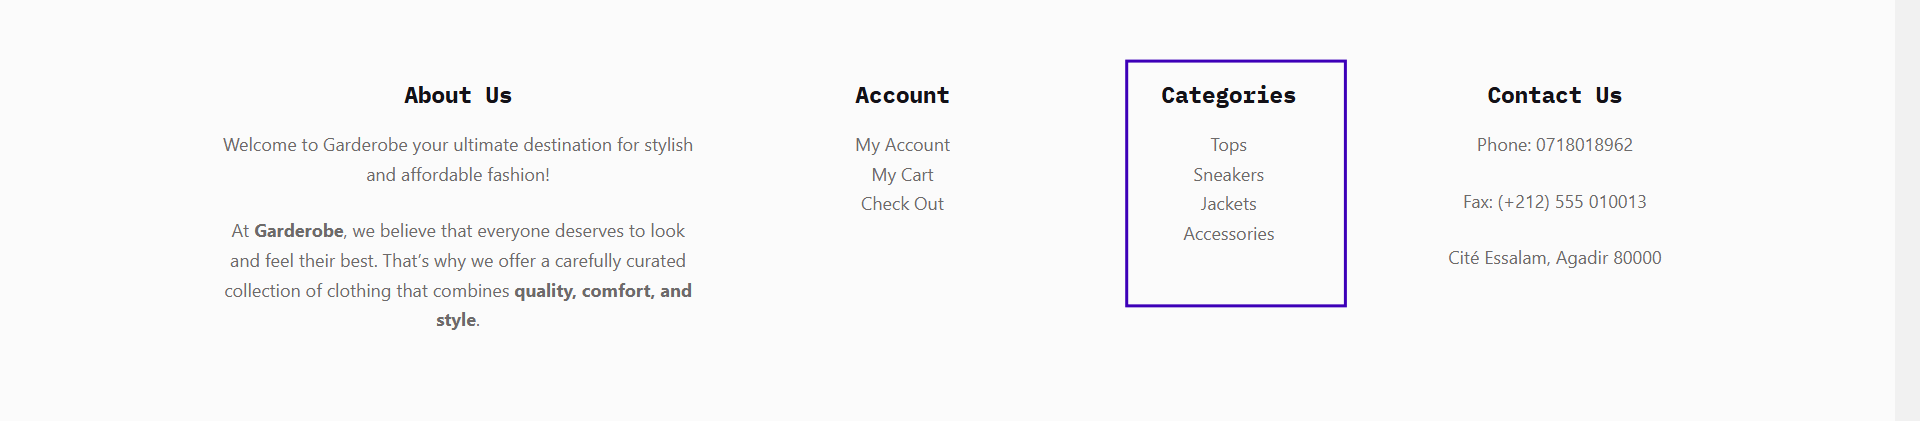 About Us
Welcome to Garderobe your ultimate destination for stylish
and affordable fashion!
At Garderobe, we believe that everyone deserves to look
and feel their best. That’s why we offer a carefully curated
collection of clothing that combines quality, comfort, and
style.
Account
My Account
My Cart
Check Out
Categories
Tops
Sneakers
Jackets
Accessories
Contact Us
Phone: 0718018962
Fax: (+212) 555 010013
Cité Essalam, Agadir 80000